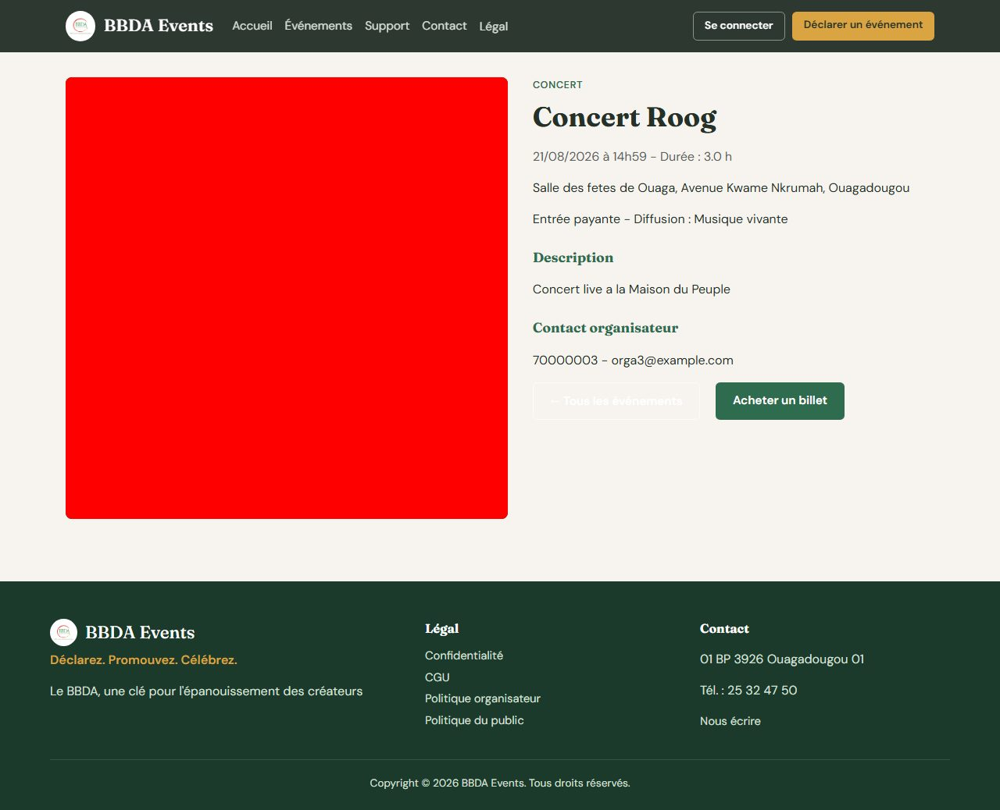 BBDA
BBDA Events
Accueil
Événements
Support
Contact
Légal
Se connecter
Déclarer un événement
CONCERT
Concert Roog
21/08/2026 à 14h59 - Durée : 3.0 h
Salle des fetes de Ouaga, Avenue Kwame Nkrumah, Ouagadougou
Entrée payante - Diffusion : Musique vivante
Description
Concert live a la Maison du Peuple
Contact organisateur
70000003 - orga3@example.com
← Tous les événements
Acheter un billet
BBDA
BBDA Events
Déclarez. Promouvez. Célébrez.
Le BBDA, une clé pour l'épanouissement des créateurs
Légal
Confidentialité
CGU
Politique organisateur
Politique du public
Contact
01 BP 3926 Ouagadougou 01
Tél. : 25 32 47 50
Nous écrire
Copyright © 2026 BBDA Events. Tous droits réservés.